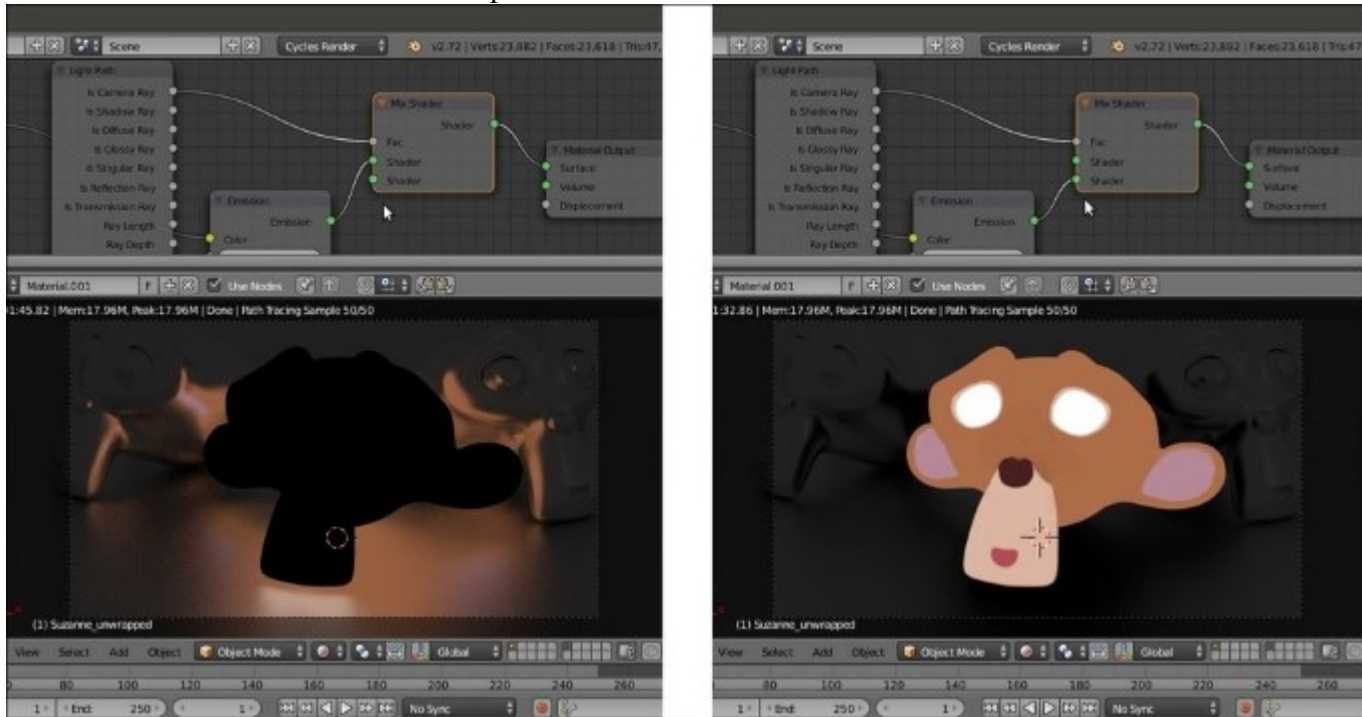 Scene
Cycles Render
v2.72 | Verts:23,882 | Faces:23,618 | Tris:47,
Light Path
Is Camera Ray
Is Shadow Ray
Is Diffuse Ray
Is Glossy Ray
Is Singular Ray
Is Reflection Ray
Is Transmission Ray
Ray Length
Ray Depth
Mix Shader
Shader
Fac
Shader
Shader
Material Output
Surface
Volume
Displacement
Emission
Emission
Color
Material.001
F
Use Nodes
1:45.82 | Mem:17.96M, Peak:17.96M | Done | Path Tracing Sample 50/50
(1) Suzanne_unwrapped
View Select Add Object Object Mode Global
80 100 120 140 160 180 200 220 240 260
1 End: 250 1 No Sync
Scene
Cycles Render
v2.72 | Verts:23,882 | Faces:23,618 | Tris:47
Light Path
Is Camera Ray
Is Shadow Ray
Is Diffuse Ray
Is Glossy Ray
Is Singular Ray
Is Reflection Ray
Is Transmission Ray
Ray Length
Ray Depth
Mix Shader
Shader
Fac
Shader
Shader
Material Output
Surface
Volume
Displacement
Emission
Emission
Color
Material.001
F
Use Nodes
1:32.86 | Mem:17.96M, Peak:17.96M | Done | Path Tracing Sample 50/50
(1) Suzanne_unwrapped
View Select Add Object Object Mode Global
80 100 120 140 160 180 200 220 240 260
1 End: 250 1 No Sync